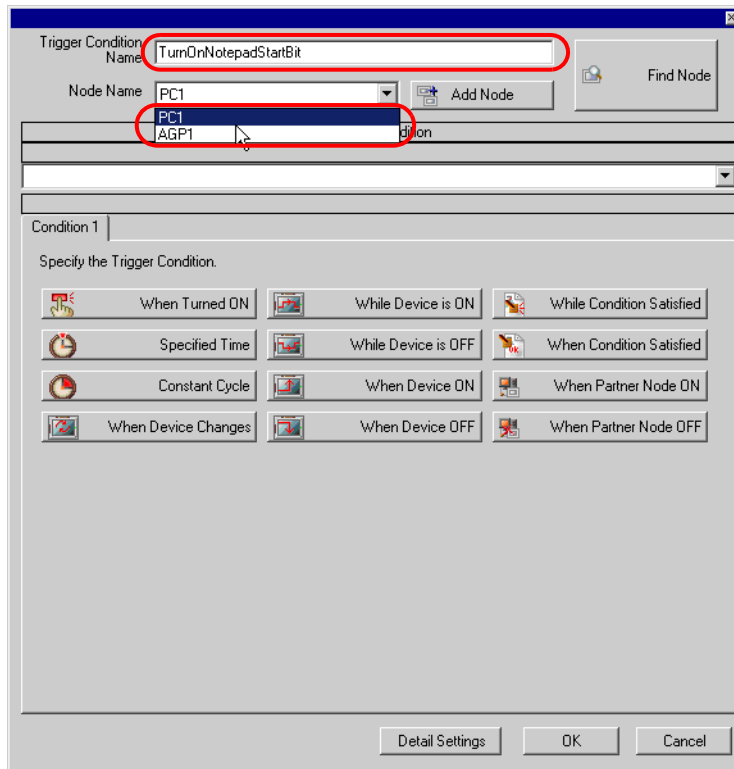 Trigger Condition
Name
TurnOnNotepadStartBit
Find Node
Node Name
PC1
Add Node
PC1
AGP1
dition
Condition 1
Specify the Trigger Condition.
When Turned ON
While Device is ON
While Condition Satisfied
Specified Time
While Device is OFF
When Condition Satisfied
Constant Cycle
When Device ON
When Partner Node ON
When Device Changes
When Device OFF
When Partner Node OFF
Detail Settings
OK
Cancel